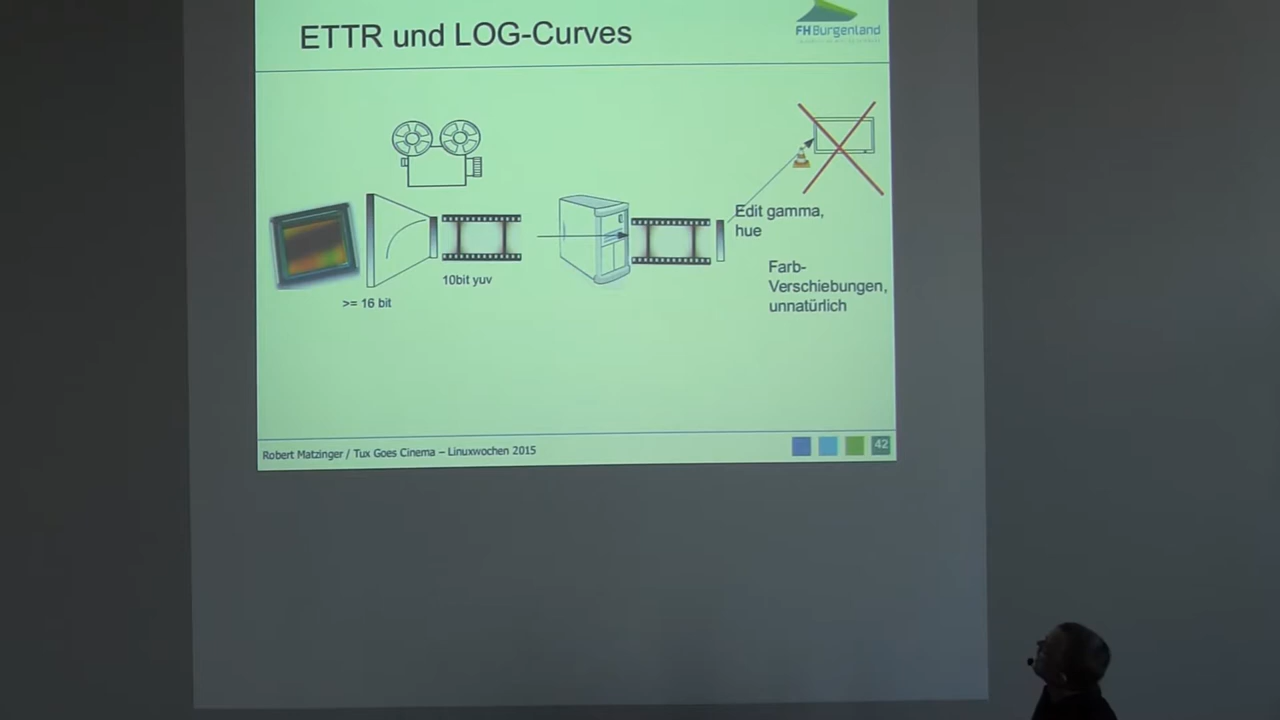 ETTR und LOG-Curves
FH Burgenland
Edit gamma,
hue
Farb-
Verschiebungen,
unnatürlich
10bit yuv
>= 16 bit
Robert Matzinger / Tux Goes Cinema – Linuxwochen 2015
42